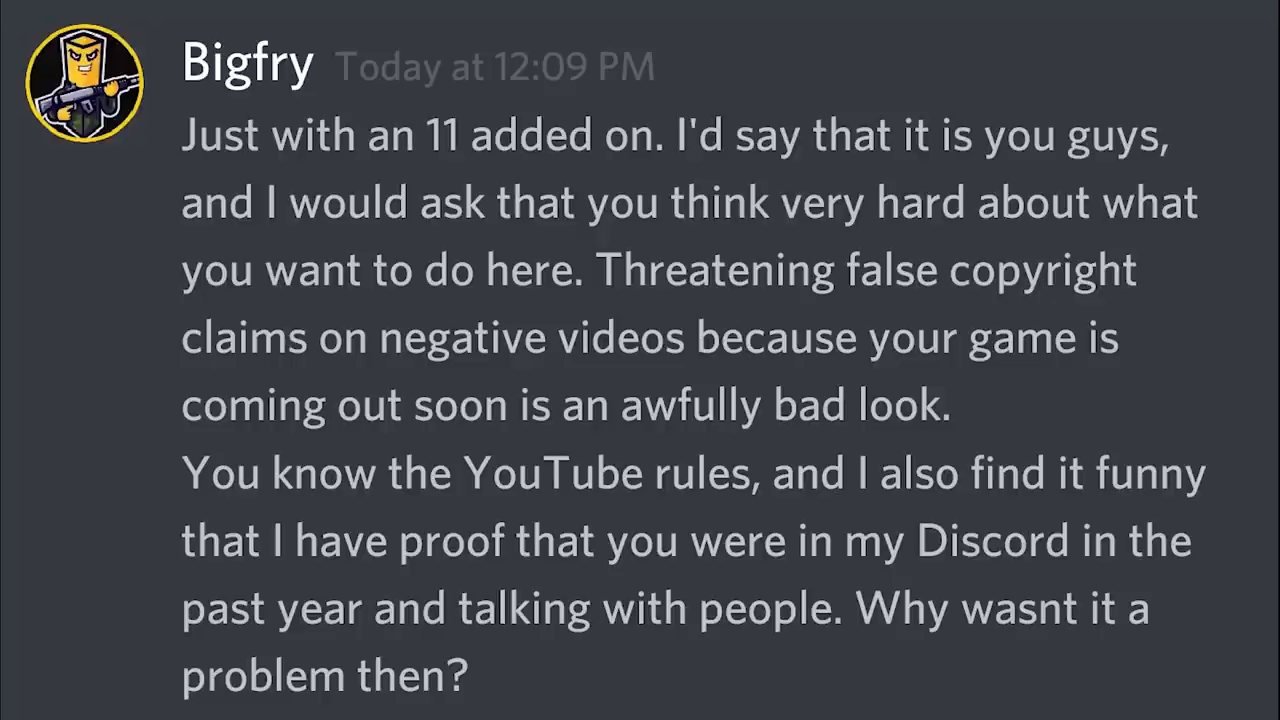 Bigfry Today at 12:09 PM
Just with an 11 added on. I'd say that it is you guys,
and I would ask that you think very hard about what
you want to do here. Threatening false copyright
claims on negative videos because your game is
coming out soon is an awfully bad look.
You know the YouTube rules, and I also find it funny
that I have proof that you were in my Discord in the
past year and talking with people. Why wasnt it a
problem then?